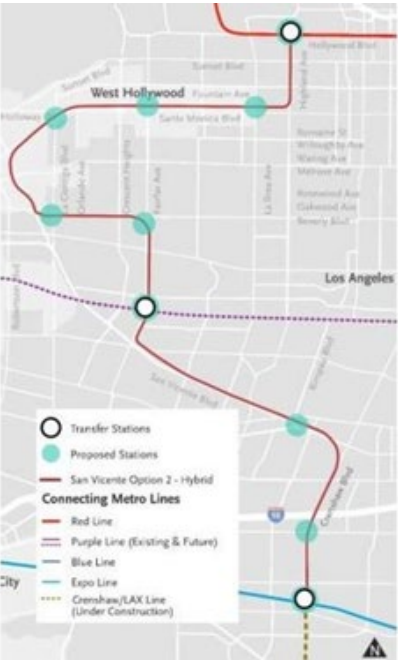 Hollywood Blvd
Sunset Blvd
Sunset Blvd
Highland Ave
West Hollywood
Fountain Ave
Holloway
Santa Monica Blvd
Romaine St
Willoughby Ave
Waring Ave
Melrose Ave
La Cienega Blvd
Orlando Ave
Crescent Heights
Fairfax Ave
La Brea Ave
Rosewood Ave
Oakwood Ave
Beverly Blvd
Robertson Blvd
Los Angeles
San Vicente Blvd
Crenshaw Blvd
10
Transfer Stations
Proposed Stations
San Vicente Option 2 - Hybrid
Connecting Metro Lines
Red Line
Purple Line (Existing & Future)
Blue Line
Expo Line
Crenshaw/LAX Line
(Under Construction)
City
N